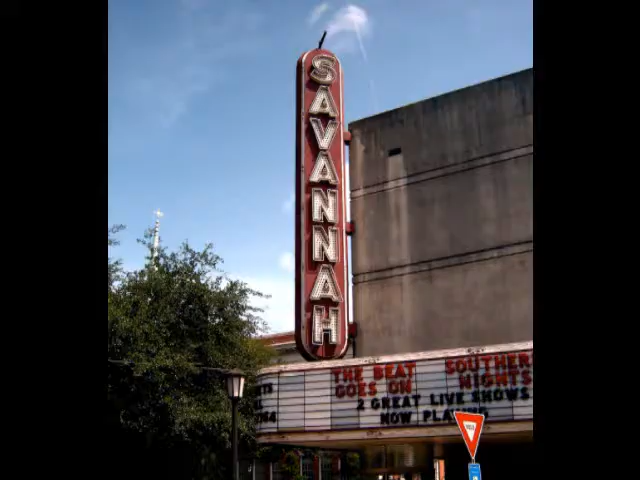 SAVANNAH
THE BEAT
GOES ON
SOUTHERN
NIGHTS
2 GREAT LIVE SHOWS
NOW PLAYING
YIELD